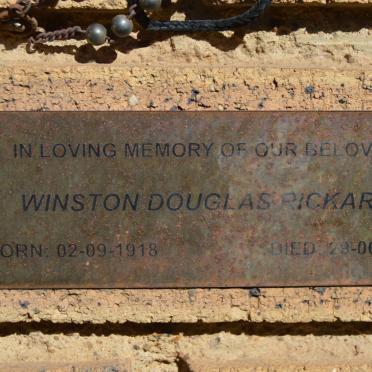 IN LOVING MEMORY OF OUR BELOV
WINSTON DOUGLAS RICKAR
ORN: 02-09-1918 DIED: 29-06